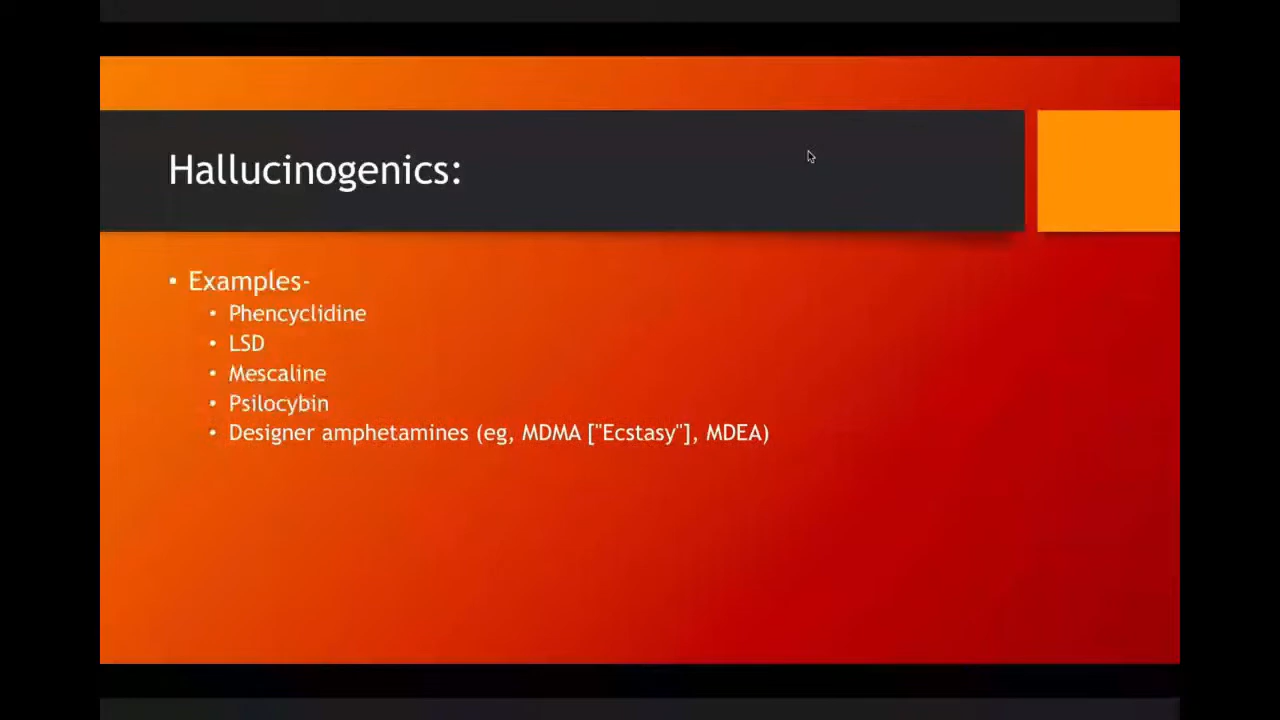 Hallucinogenics:
• Examples-
• Phencyclidine
• LSD
• Mescaline
• Psilocybin
• Designer amphetamines (eg, MDMA ["Ecstasy"], MDEA)